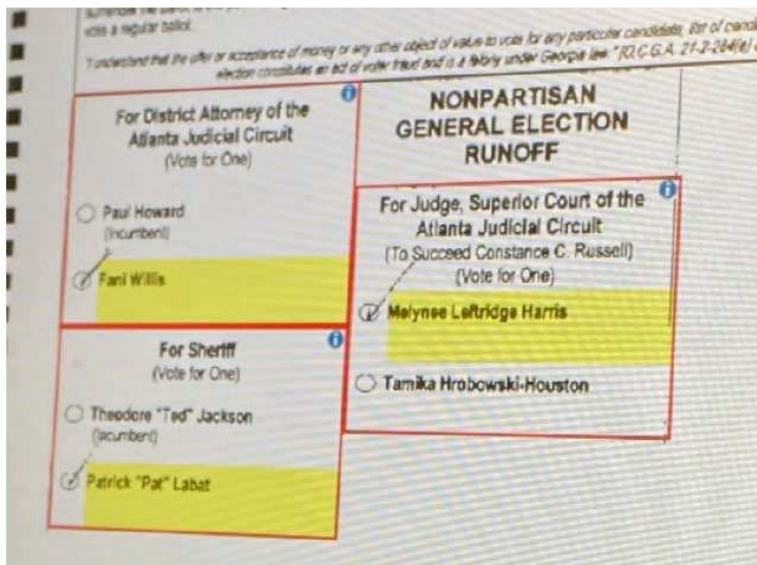 vote a regular ballot.
"I understand that the offer or acceptance of money or any other object of value to vote for any particular candidate, list of
election constitutes an act of voter fraud and is a felony under Georgia law." [O.C.G.A. 21-2-284(e)
For District Attorney of the
Atlanta Judicial Circuit
(Vote for One)
Paul Howard
(Incumbent)
Fani Willis
For Sheriff
(Vote for One)
Theodore "Ted" Jackson
(Incumbent)
Patrick "Pat" Labat
NONPARTISAN
GENERAL ELECTION
RUNOFF
For Judge, Superior Court of the
Atlanta Judicial Circuit
(To Succeed Constance C. Russell)
(Vote for One)
Melynee Leftridge Harris
Tamika Hrobowski-Houston